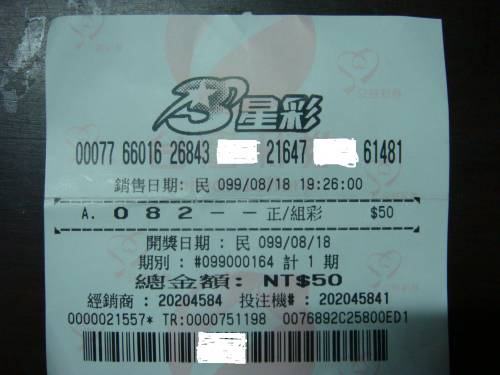 3星彩
00077 66016 26843 21647 61481
銷售日期: 民 099/08/18 19:26:00
A. 0 8 2 - - 正/組彩 $50
開獎日期 : 民 099/08/18
期別 : #099000164 計 1 期
總金額: NT$50
經銷商 : 20204584 投注機# : 202045841
0000021557* TR:0000751198 0076892C25800ED1